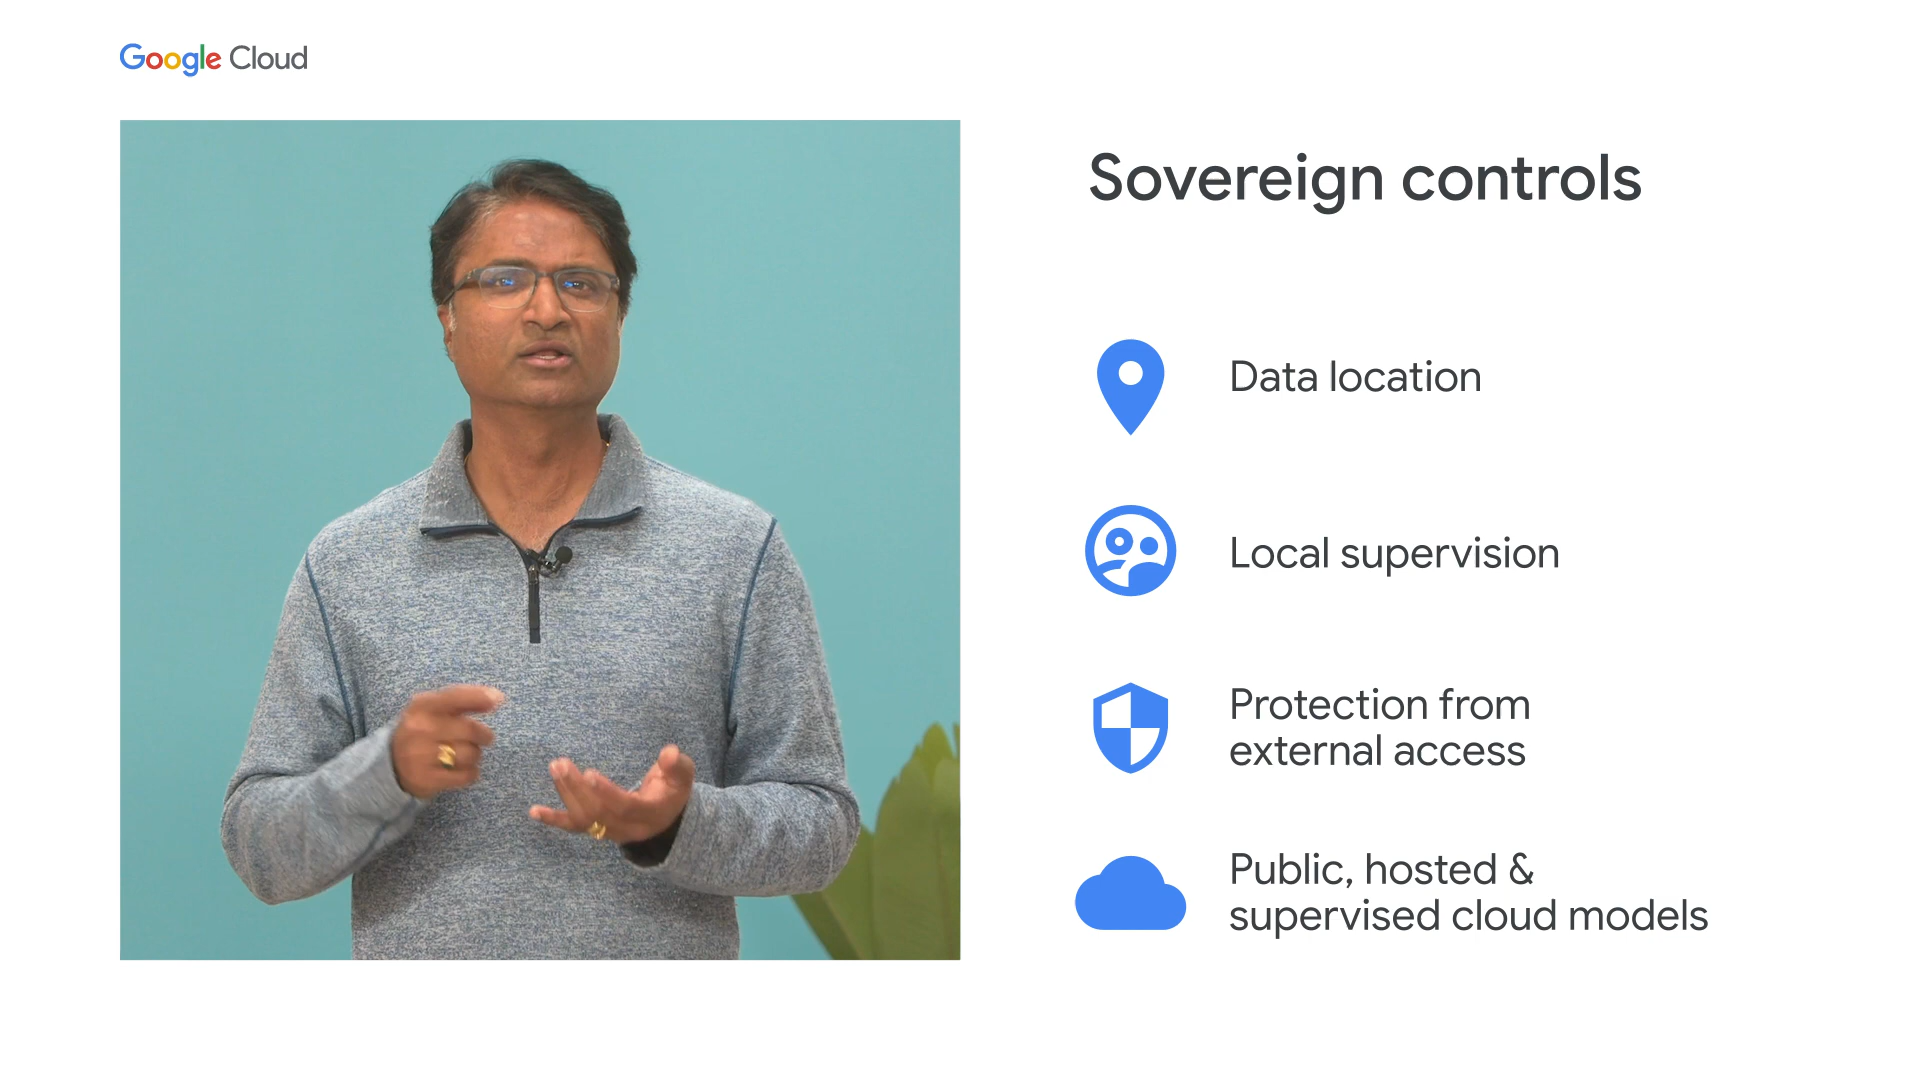 Google Cloud
Sovereign controls
Data location
Local supervision
Protection from
external access
Public, hosted &
supervised cloud models